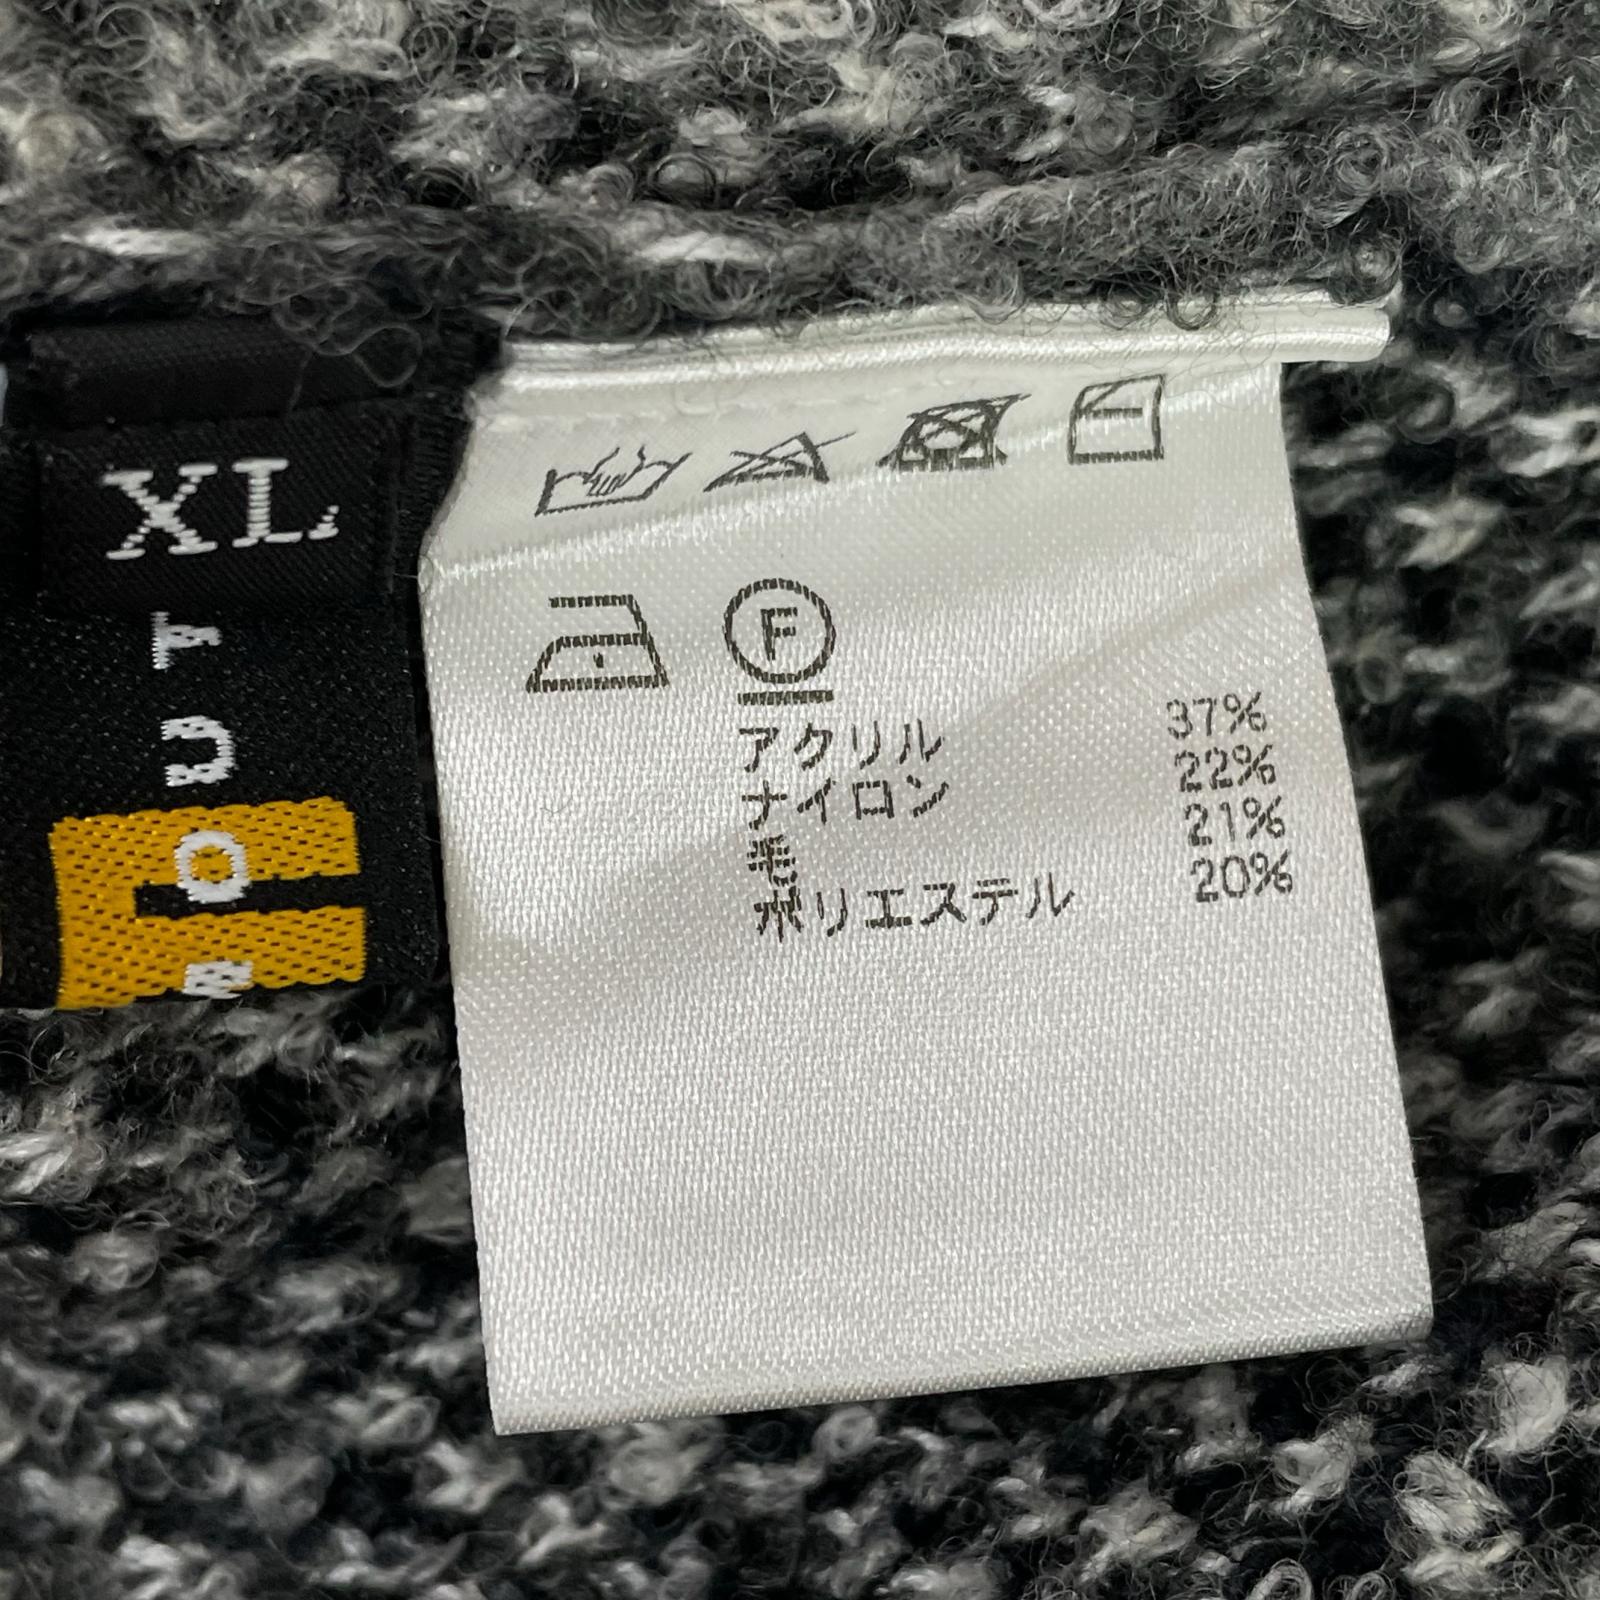 XL
F
アクリル 37%
ナイロン 22%
毛 21%
ポリエステル 20%